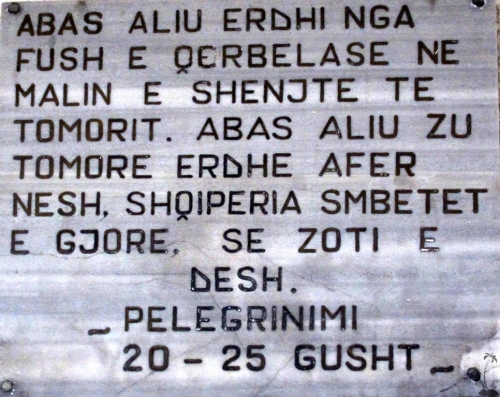 ABAS ALIU ERDHI NGA
FUSH E QERBELASE NE
MALIN E SHENJTE TE
TOMORIT. ABAS ALIU ZU
TOMORE ERDHE AFER
NESH, SHQIPERIA SMBETET
E GJORE, SE ZOTI E
DESH.
_ PELEGRINIMI
20 - 25 GUSHT _